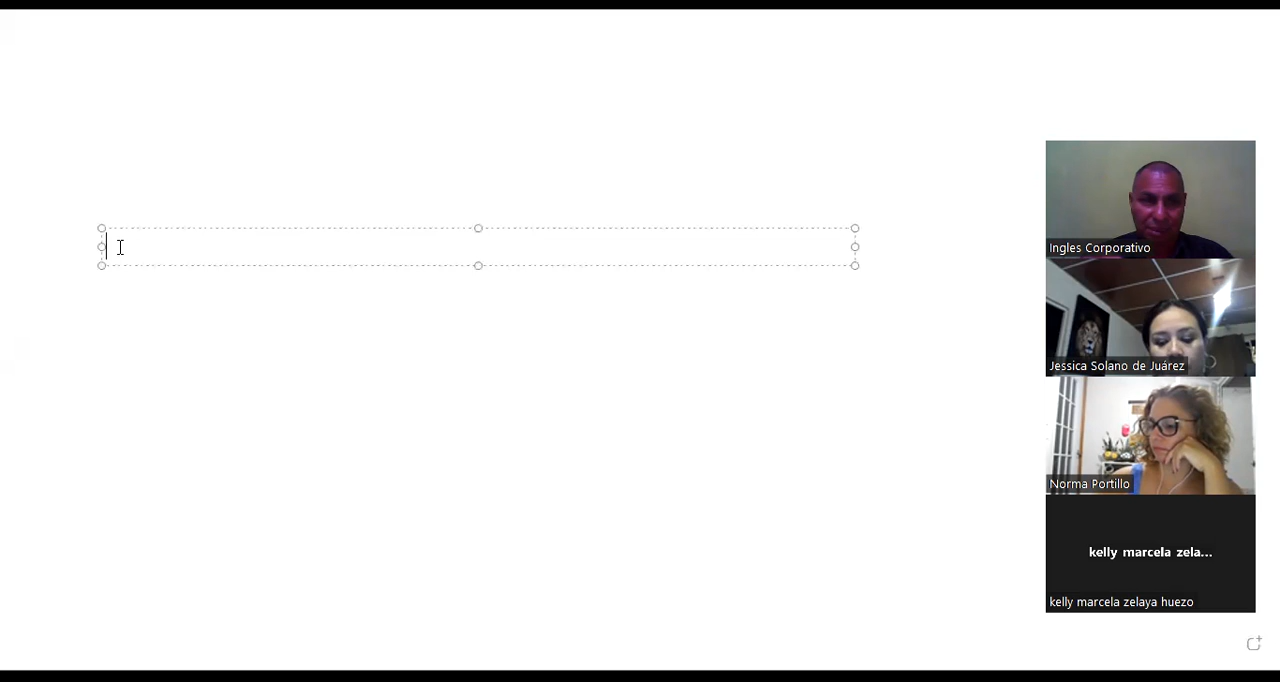 Ingles Corporativo
Jessica Solano de Juárez
Norma Portillo
kelly marcela zela...
kelly marcela zelaya huezo